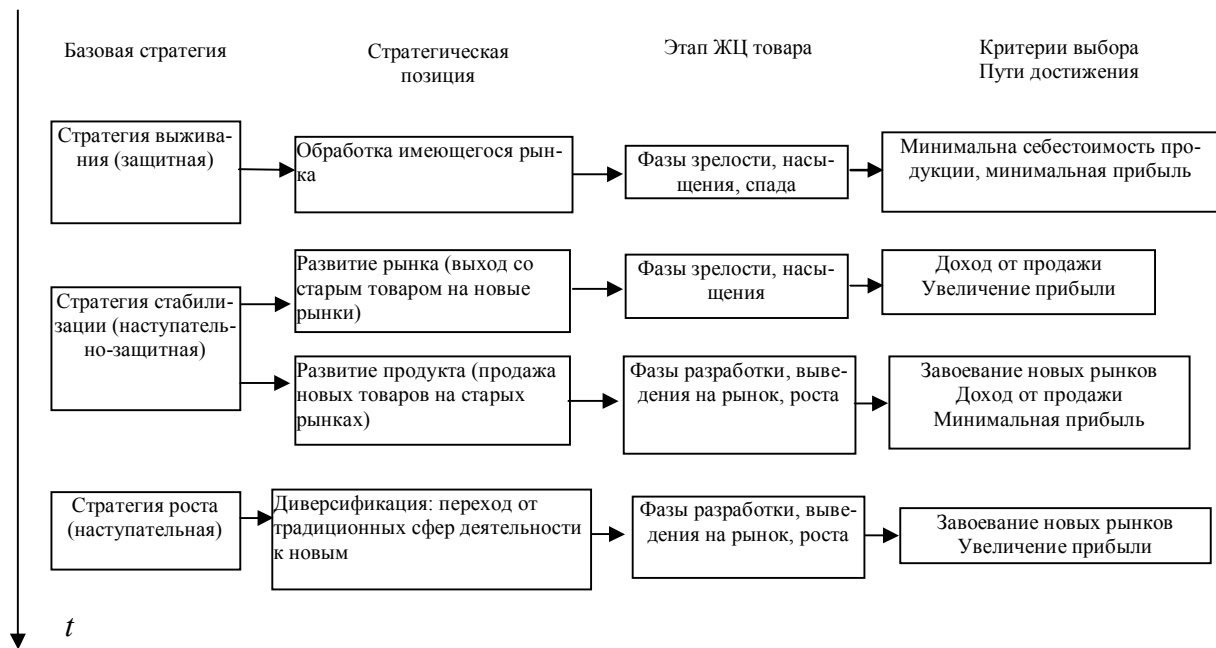 Базовая стратегия
Стратегическая
позиция
Этап ЖЦ товара
Критерии выбора
Пути достижения
Стратегия выжива-
ния (защитная)
Обработка имеющегося рын-
ка
Фазы зрелости, насы-
щения, спада
Минимальна себестоимость про-
дукции, минимальная прибыль
Стратегия стабили-
зации (наступатель-
но-защитная)
Развитие рынка (выход со
старым товаром на новые
рынки)
Фазы зрелости, насы-
щения
Доход от продажи
Увеличение прибыли
Развитие продукта (продажа
новых товаров на старых
рынках)
Фазы разработки, выве-
дения на рынок, роста
Завоевание новых рынков
Доход от продажи
Минимальная прибыль
Стратегия роста
(наступательная)
Диверсификация: переход от
традиционных сфер деятельности
к новым
Фазы разработки, выве-
дения на рынок, роста
Завоевание новых рынков
Увеличение прибыли
t